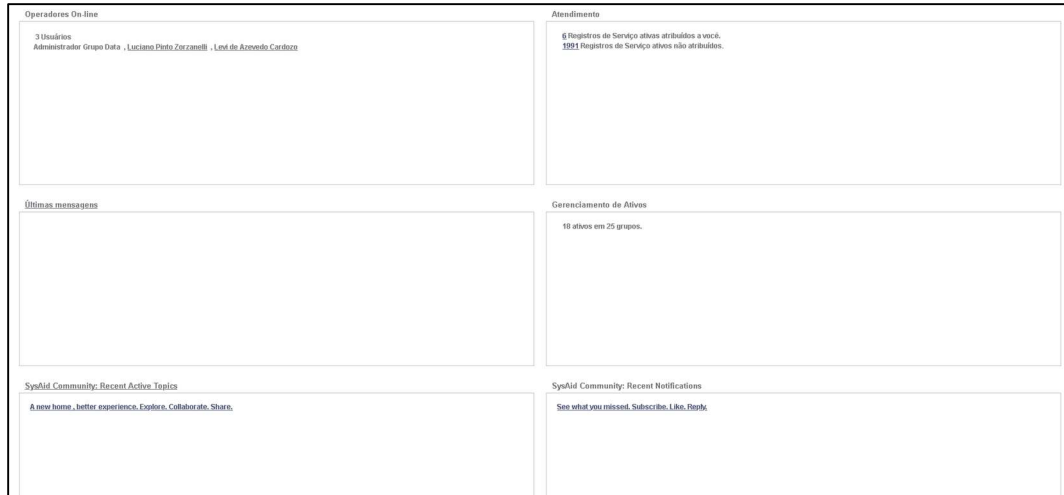 Operadores On-line
3 Usuários
Administrador Grupo Data , Luciano Pinto Zorzanelli , Levi de Azevedo Cardozo
Atendimento
6 Registros de Serviço ativas atribuídos a você.
1991 Registros de Serviço ativos não atribuídos.
Últimas mensagens
Gerenciamento de Ativos
18 ativos em 25 grupos.
SysAid Community: Recent Active Topics
A new home , better experience. Explore. Collaborate. Share.
SysAid Community: Recent Notifications
See what you missed. Subscribe. Like. Reply.